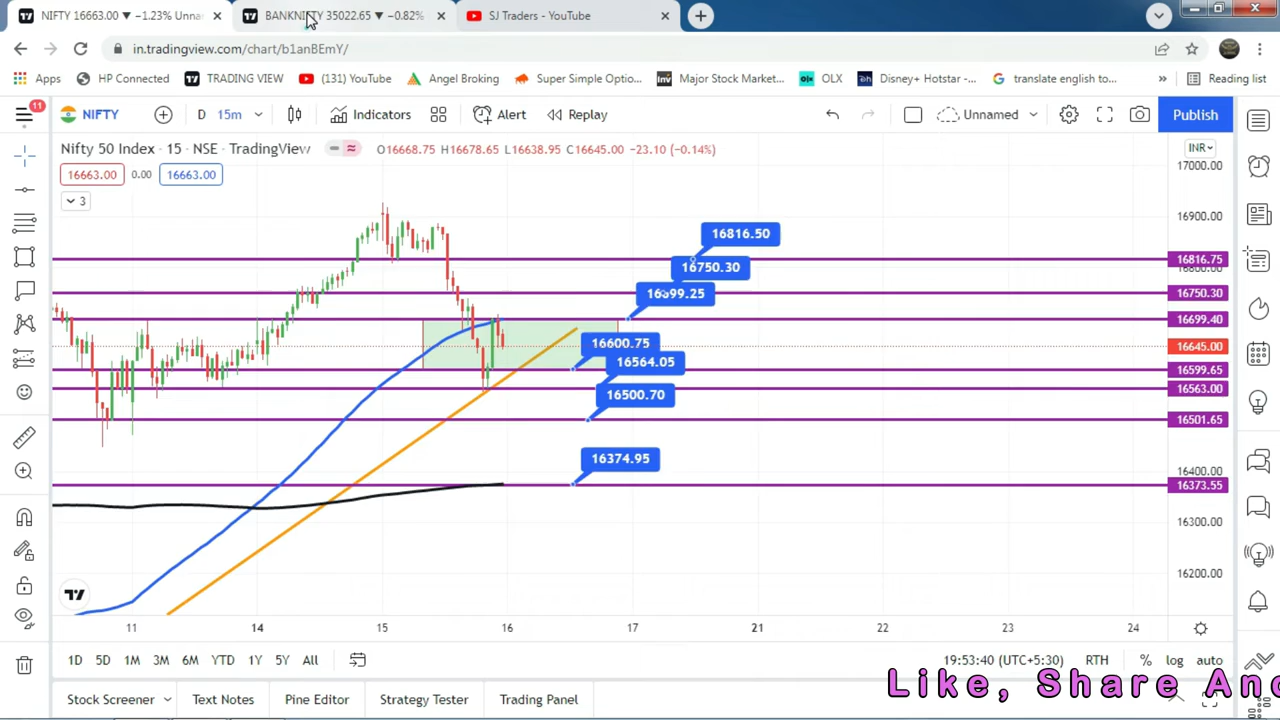 NIFTY 16663.00 ▼ −1.23% Unna
BANKNIFTY 35022.65 ▼ −0.82%
SJ Traders - YouTube
in.tradingview.com/chart/b1anBEmY/
Apps
HP Connected
TRADING VIEW
(131) YouTube
Angel Broking
Super Simple Optio...
Major Stock Market...
OLX
Disney+ Hotstar -...
translate english to...
»
Reading list
11
NIFTY
D
15m
Indicators
Alert
Replay
Unnamed
Publish
Nifty 50 Index · 15 · NSE · TradingView
O16668.75 H16678.65 L16638.95 C16645.00 −23.10 (−0.14%)
INR
16663.00
0.00
16663.00
3
17000.00
16900.00
16816.50
16816.75
16800.00
16750.30
16750.30
16699.25
16699.40
16600.75
16645.00
16564.05
16599.65
16563.00
16500.70
16501.65
16374.95
16400.00
16373.55
16300.00
16200.00
11
14
15
16
17
21
22
23
24
1D
5D
1M
3M
6M
YTD
1Y
5Y
All
19:53:40 (UTC+5:30)
RTH
%
log
auto
Like, Share And
Stock Screener
Text Notes
Pine Editor
Strategy Tester
Trading Panel